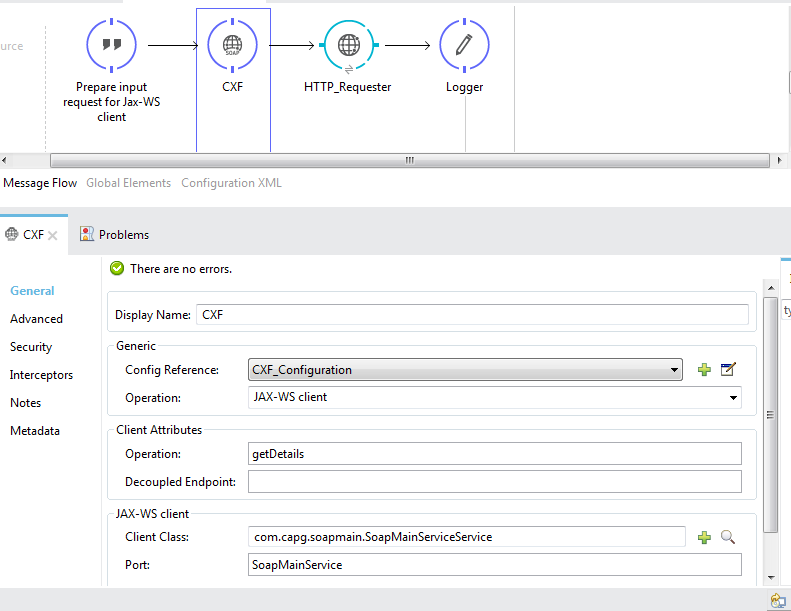 ource
SOAP
Prepare input
request for Jax-WS
client
CXF
HTTP_Requester
Logger
Message Flow Global Elements Configuration XML
CXF Problems
There are no errors.
General
Advanced
Security
Interceptors
Notes
Metadata
Display Name: CXF
Generic
Config Reference: CXF_Configuration
Operation: JAX-WS client
Client Attributes
Operation: getDetails
Decoupled Endpoint:
JAX-WS client
Client Class: com.capg.soapmain.SoapMainServiceService
Port: SoapMainService
ty